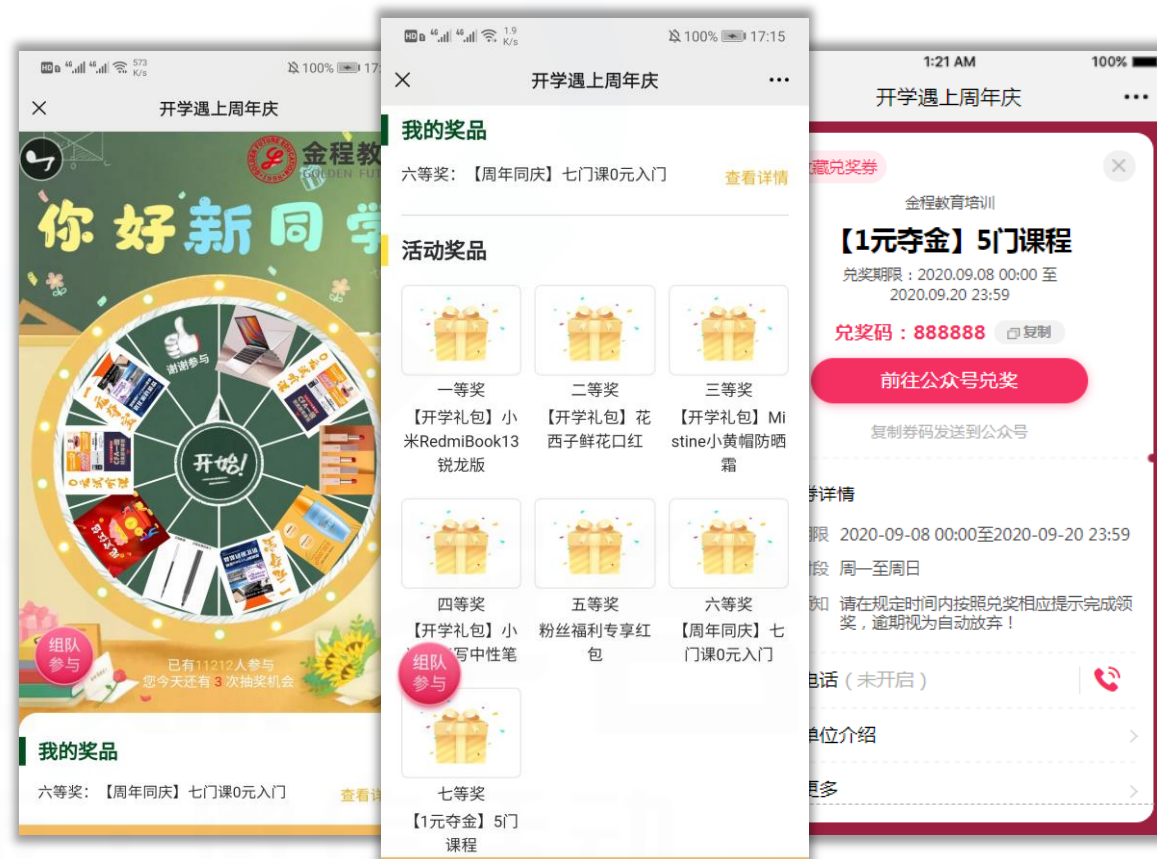 573
K/s
100%
17:
开学遇上周年庆
金程教
GOLDEN FUT
你好新同学
谢谢参与
开始!
组队
参与
已有11212人参与
您今天还有 3 次抽奖机会
我的奖品
六等奖：【周年同庆】七门课0元入门
查看详
1.9
K/s
100%
17:15
开学遇上周年庆
我的奖品
六等奖：【周年同庆】七门课0元入门
查看详情
活动奖品
一等奖
【开学礼包】小
米RedmiBook13
锐龙版
二等奖
【开学礼包】花
西子鲜花口红
三等奖
【开学礼包】Mi
stine小黄帽防晒
霜
四等奖
【开学礼包】小
写中性笔
五等奖
粉丝福利专享红
包
六等奖
【周年同庆】七
门课0元入门
组队
参与
七等奖
【1元夺金】5门
课程
1:21 AM
100%
开学遇上周年庆
藏兑奖券
金程教育培训
【1元夺金】5门课程
兑奖期限：2020.09.08 00:00 至
2020.09.20 23:59
兑奖码：888888
复制
前往公众号兑奖
复制券码发送到公众号
详情
限 2020-09-08 00:00至2020-09-20 23:59
段 周一至周日
知 请在规定时间内按照兑奖相应提示完成领
奖，逾期视为自动放弃！
电话（未开启）
单位介绍
更多